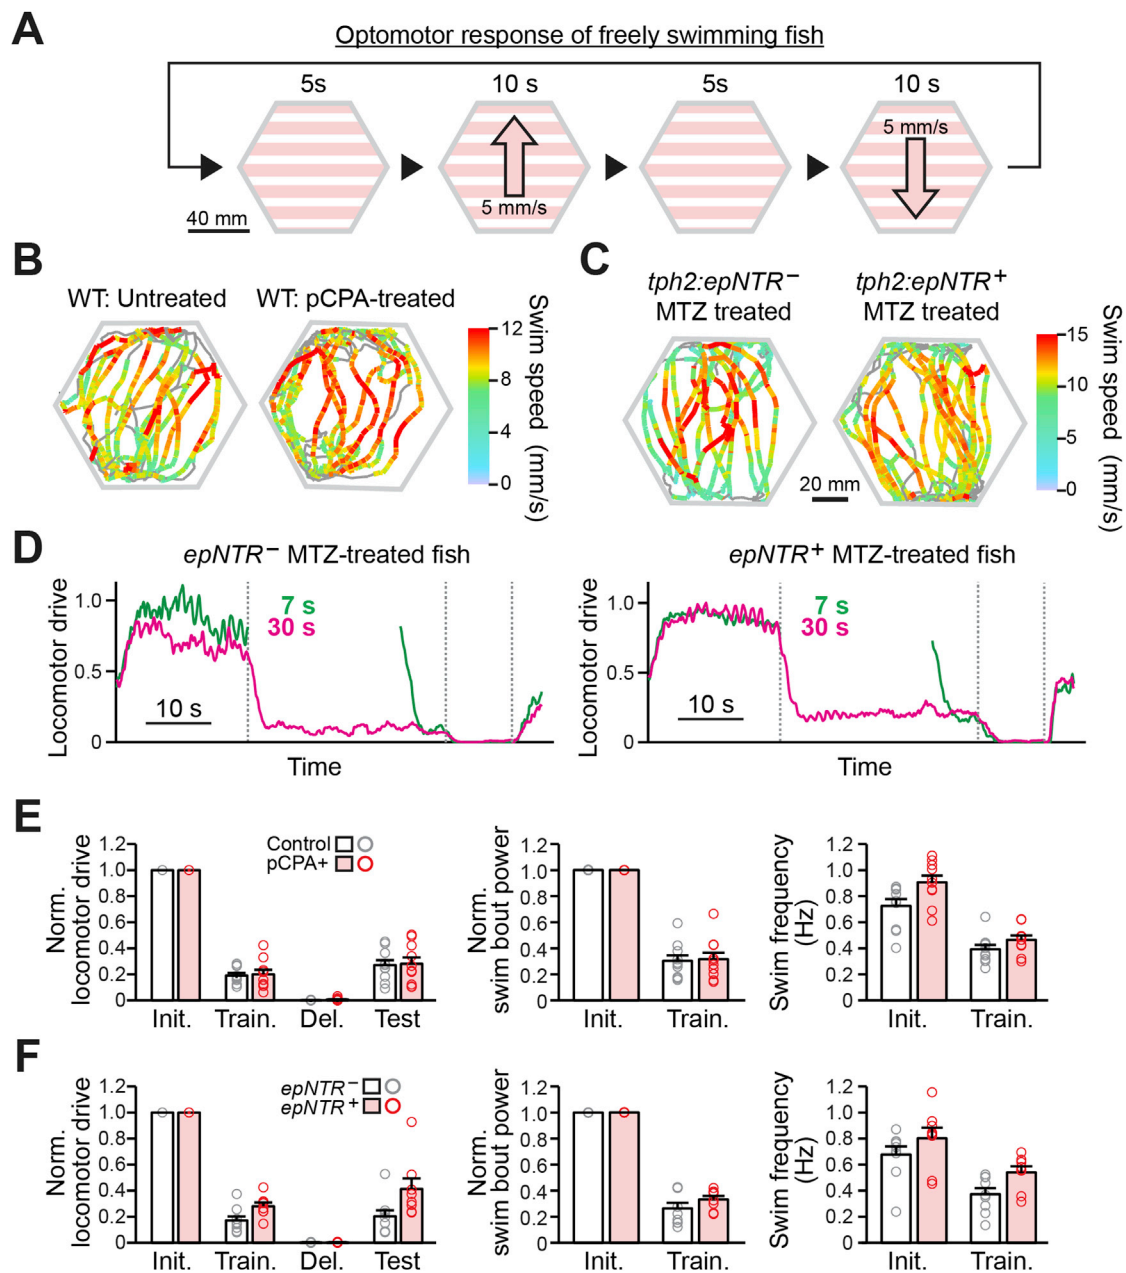 A
Optomotor response of freely swimming fish
5s
10 s
5s
10 s
5 mm/s
5 mm/s
40 mm
B
WT: Untreated
WT: pCPA-treated
12
8
4
0
Swim speed (mm/s)
C
tph2:epNTR−
MTZ treated
tph2:epNTR+
MTZ treated
15
10
5
0
Swim speed (mm/s)
20 mm
D
epNTR− MTZ-treated fish
Locomotor drive
1.0
0.5
0
7 s
30 s
10 s
Time
epNTR+ MTZ-treated fish
Locomotor drive
1.0
0.5
0
7 s
30 s
10 s
Time
E
Norm.
locomotor drive
1.2
1.0
0.8
0.6
0.4
0.2
0
Control
pCPA+
Init.
Train.
Del.
Test
Norm.
swim bout power
1.2
1.0
0.8
0.6
0.4
0.2
0
Init.
Train.
Swim frequency
(Hz)
1.2
1.0
0.8
0.6
0.4
0.2
0
Init.
Train.
F
Norm.
locomotor drive
1.2
1.0
0.8
0.6
0.4
0.2
0
epNTR−
epNTR+
Init.
Train.
Del.
Test
Norm.
swim bout power
1.2
1.0
0.8
0.6
0.4
0.2
0
Init.
Train.
Swim frequency
(Hz)
1.2
1.0
0.8
0.6
0.4
0.2
0
Init.
Train.